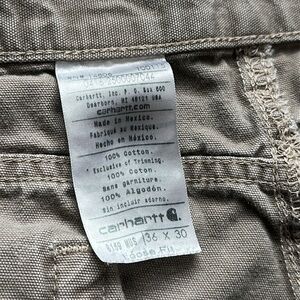 Carhartt, Inc. P.O. Box 600
Dearborn, MI 48121 USA
carhartt.com
Made in Mexico.
Fabriqué au Mexique.
Hecho en México.
100% Cotton.
Exclusive of Trimming.
100% Coton.
Sans garniture.
100% Algodón.
Sin incluir adorno.
carhartt
36 X 30
Loose Fit